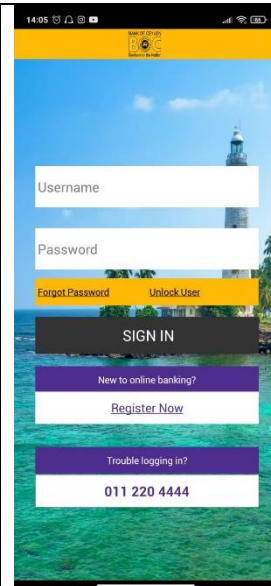 14:05
BANK OF CEYLON
BOC
Bankers to the Nation
Username
Password
Forgot Password Unlock User
SIGN IN
New to online banking?
Register Now
Trouble logging in?
011 220 4444